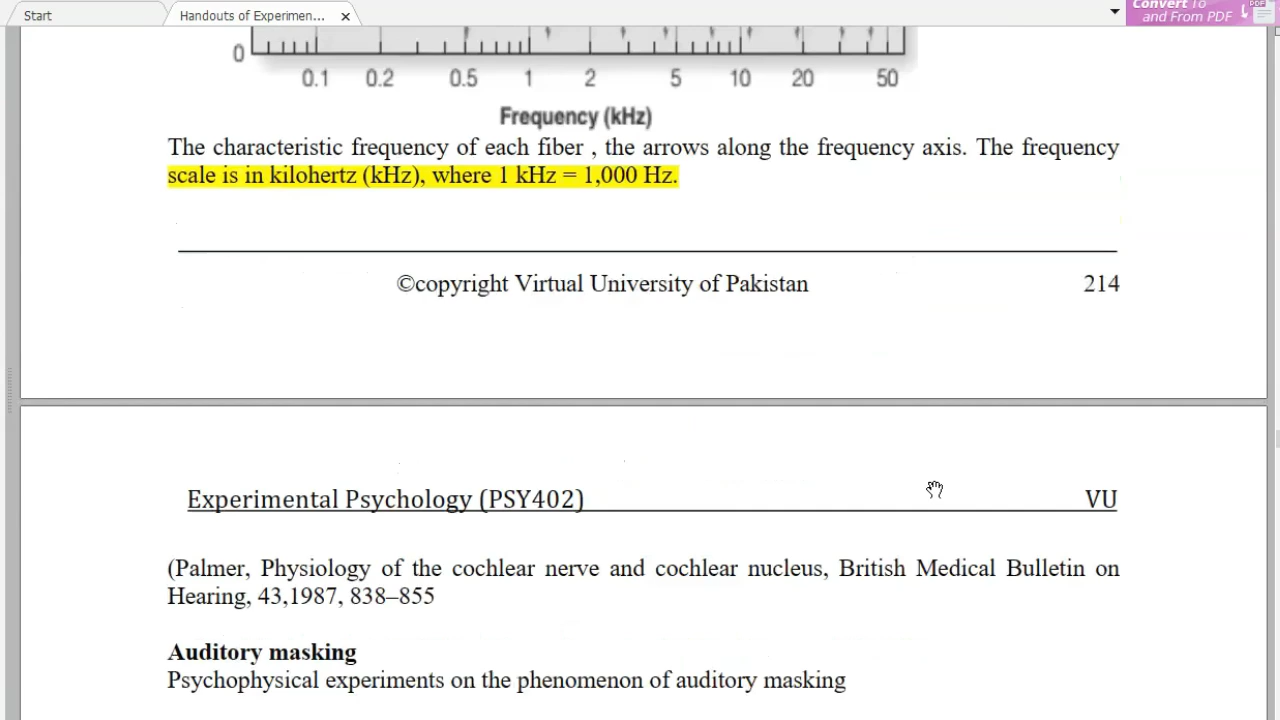 Start
Handouts of Experimen...
Convert To
and From PDF
PDF
0
0.1 0.2 0.5 1 2 5 10 20 50
Frequency (kHz)
The characteristic frequency of each fiber , the arrows along the frequency axis. The frequency
scale is in kilohertz (kHz), where 1 kHz = 1,000 Hz.
©copyright Virtual University of Pakistan 214
Experimental Psychology (PSY402) VU
(Palmer, Physiology of the cochlear nerve and cochlear nucleus, British Medical Bulletin on
Hearing, 43,1987, 838–855
Auditory masking
Psychophysical experiments on the phenomenon of auditory masking